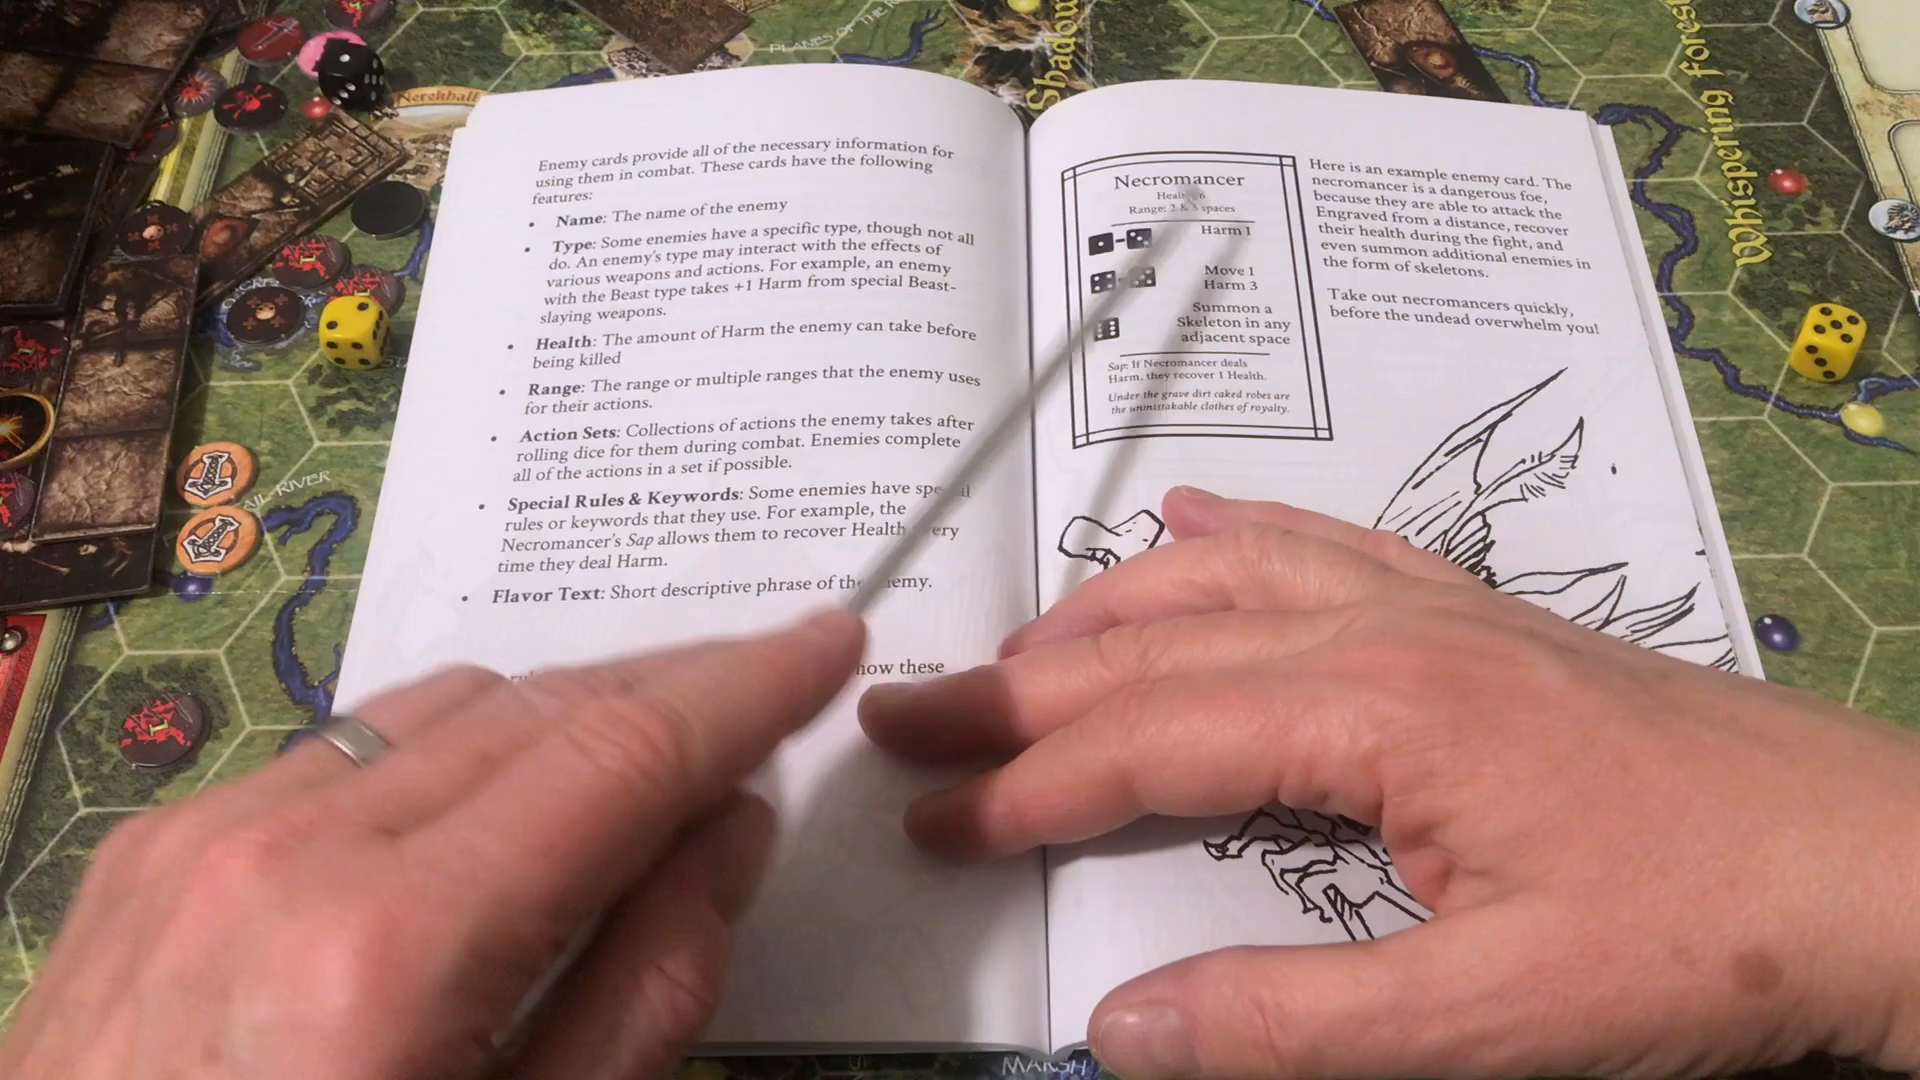 PLANES OF THE
Nerekhall
Shadow
Whispering Forest
Enemy cards provide all of the necessary information for
using them in combat. These cards have the following
features:
• Name: The name of the enemy
• Type: Some enemies have a specific type, though not all
do. An enemy's type may interact with the effects of
various weapons and actions. For example, an enemy
with the Beast type takes +1 Harm from special Beast-
slaying weapons.
• Health: The amount of Harm the enemy can take before
being killed
• Range: The range or multiple ranges that the enemy uses
for their actions.
• Action Sets: Collections of actions the enemy takes after
rolling dice for them during combat. Enemies complete
all of the actions in a set if possible.
• Special Rules & Keywords: Some enemies have
rules or keywords that they use. For example, the
Necromancer's Sap allows them to recover Health
time they deal Harm.
• Flavor Text: Short descriptive phrase of
how these
Necromancer
Health 6
Range: 2 & 3 spaces
Harm 1
Move 1
Harm 3
Summon a
Skeleton in any
adjacent space
Sap: If Necromancer deals
Harm, they recover 1 Health.
Under the grave dirt caked robes are
the unmistakable clothes of royalty.
Here is an example enemy card. The
necromancer is a dangerous foe,
because they are able to attack the
Engraved from a distance, recover
their health during the fight, and
even summon additional enemies in
the form of skeletons.
Take out necromancers quickly,
before the undead overwhelm you!
RIVER
MARSH